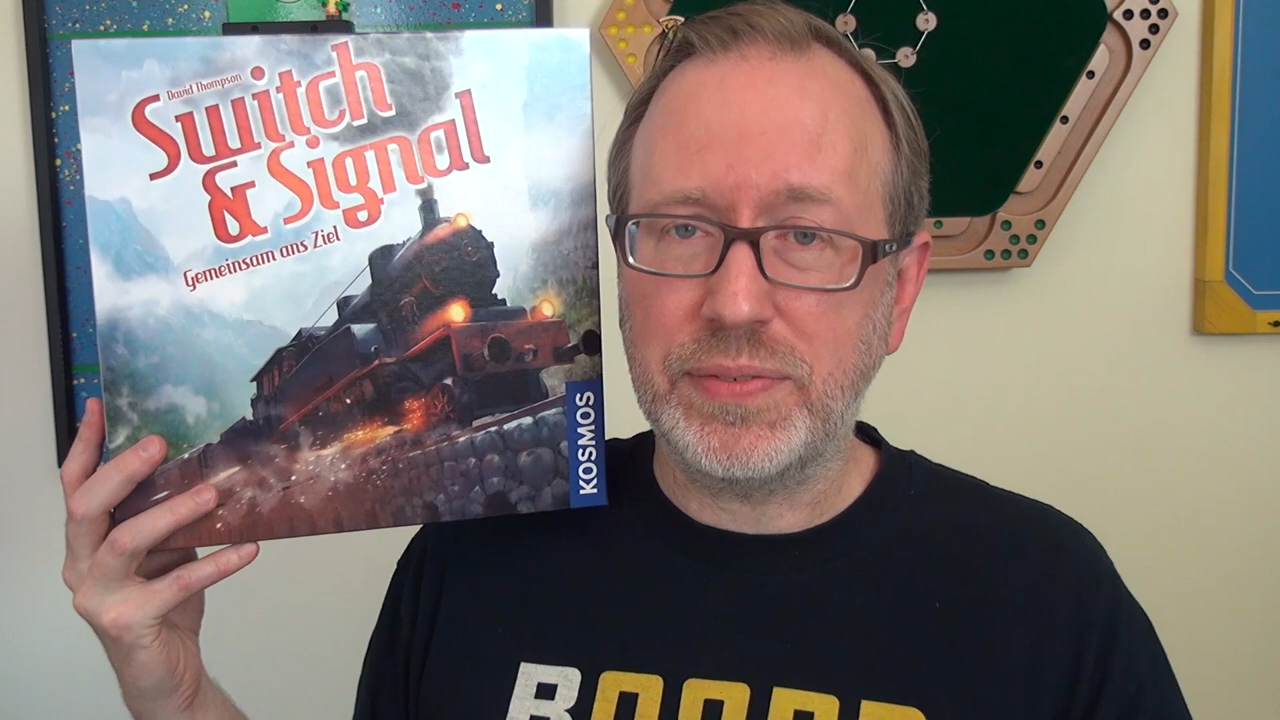 David Thompson
Switch
& Signal
Gemeinsam ans Ziel
KOSMOS